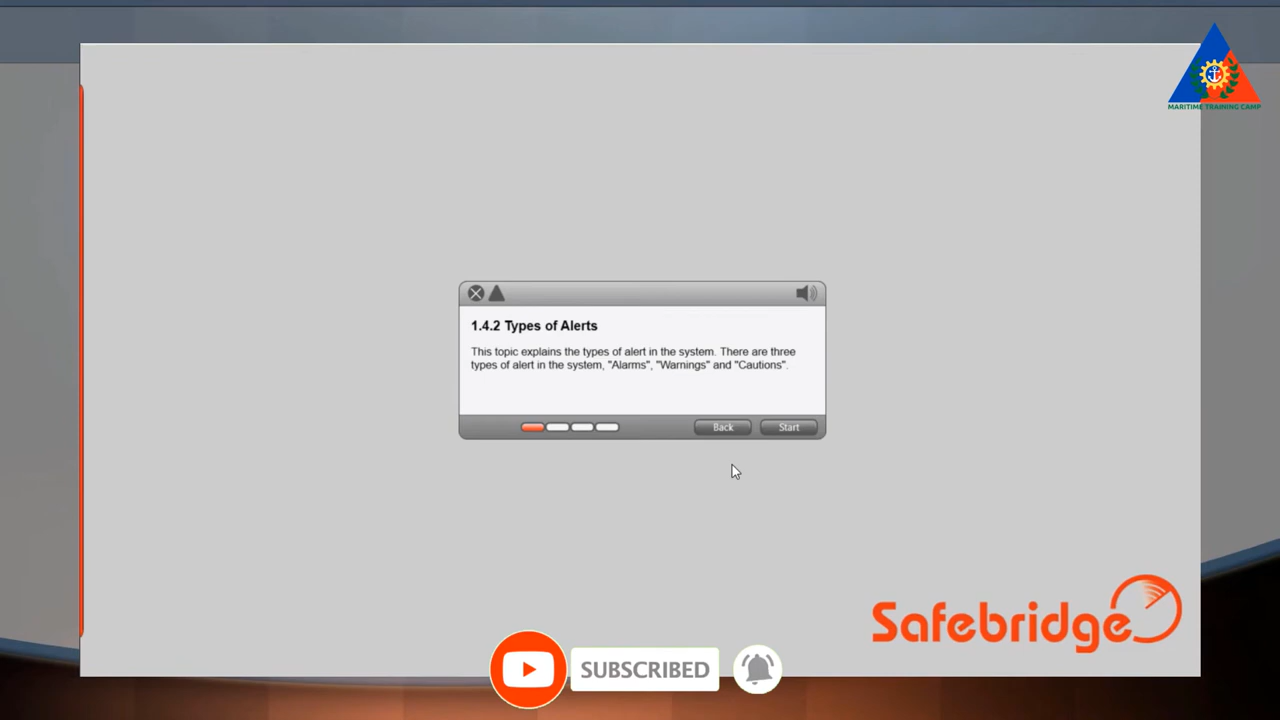 MARITIME TRAINING CAMP
1.4.2 Types of Alerts
This topic explains the types of alert in the system. There are three
types of alert in the system, "Alarms", "Warnings" and "Cautions".
Back
Start
Safebridge
SUBSCRIBED